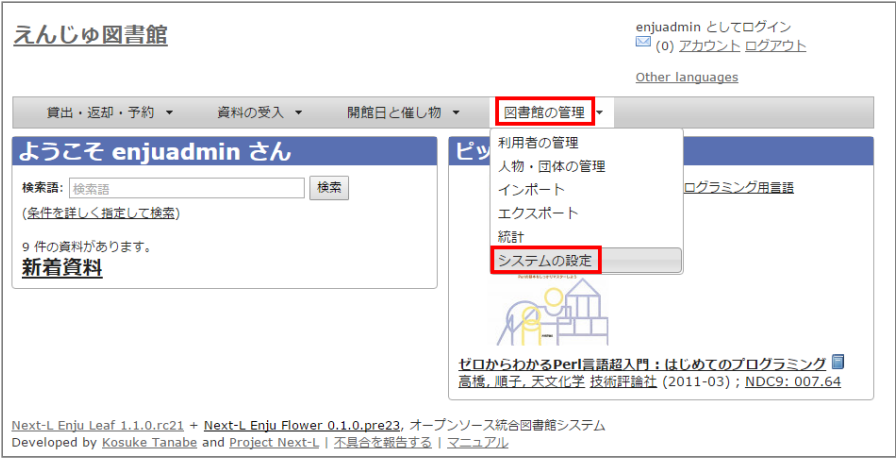 えんじゅ図書館
enjuadmin としてログイン
(0) アカウント ログアウト
Other languages
貸出・返却・予約 ▼ 資料の受入 ▼ 開館日と催し物 ▼ 図書館の管理 ▼
ようこそ enjuadmin さん
検索語: 検索語 検索
(条件を詳しく指定して検索)
9 件の資料があります。
新着資料
ピッ
利用者の管理
人物・団体の管理
インポート
エクスポート
統計
システムの設定
ログラミング用言語
ゼロからわかるPerl言語超入門 : はじめてのプログラミング
高橋, 順子, 天文化学 技術評論社 (2011-03) ; NDC9: 007.64
Next-L Enju Leaf 1.1.0.rc21 + Next-L Enju Flower 0.1.0.pre23, オープンソース統合図書館システム
Developed by Kosuke Tanabe and Project Next-L | 不具合を報告する | マニュアル